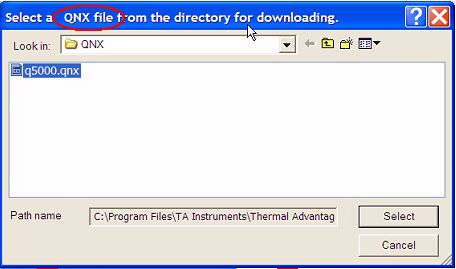 Select a QNX file from the directory for downloading.
Look in: QNX
q5000.qnx
Path name C:\Program Files\TA Instruments\Thermal Advantag Select
Cancel